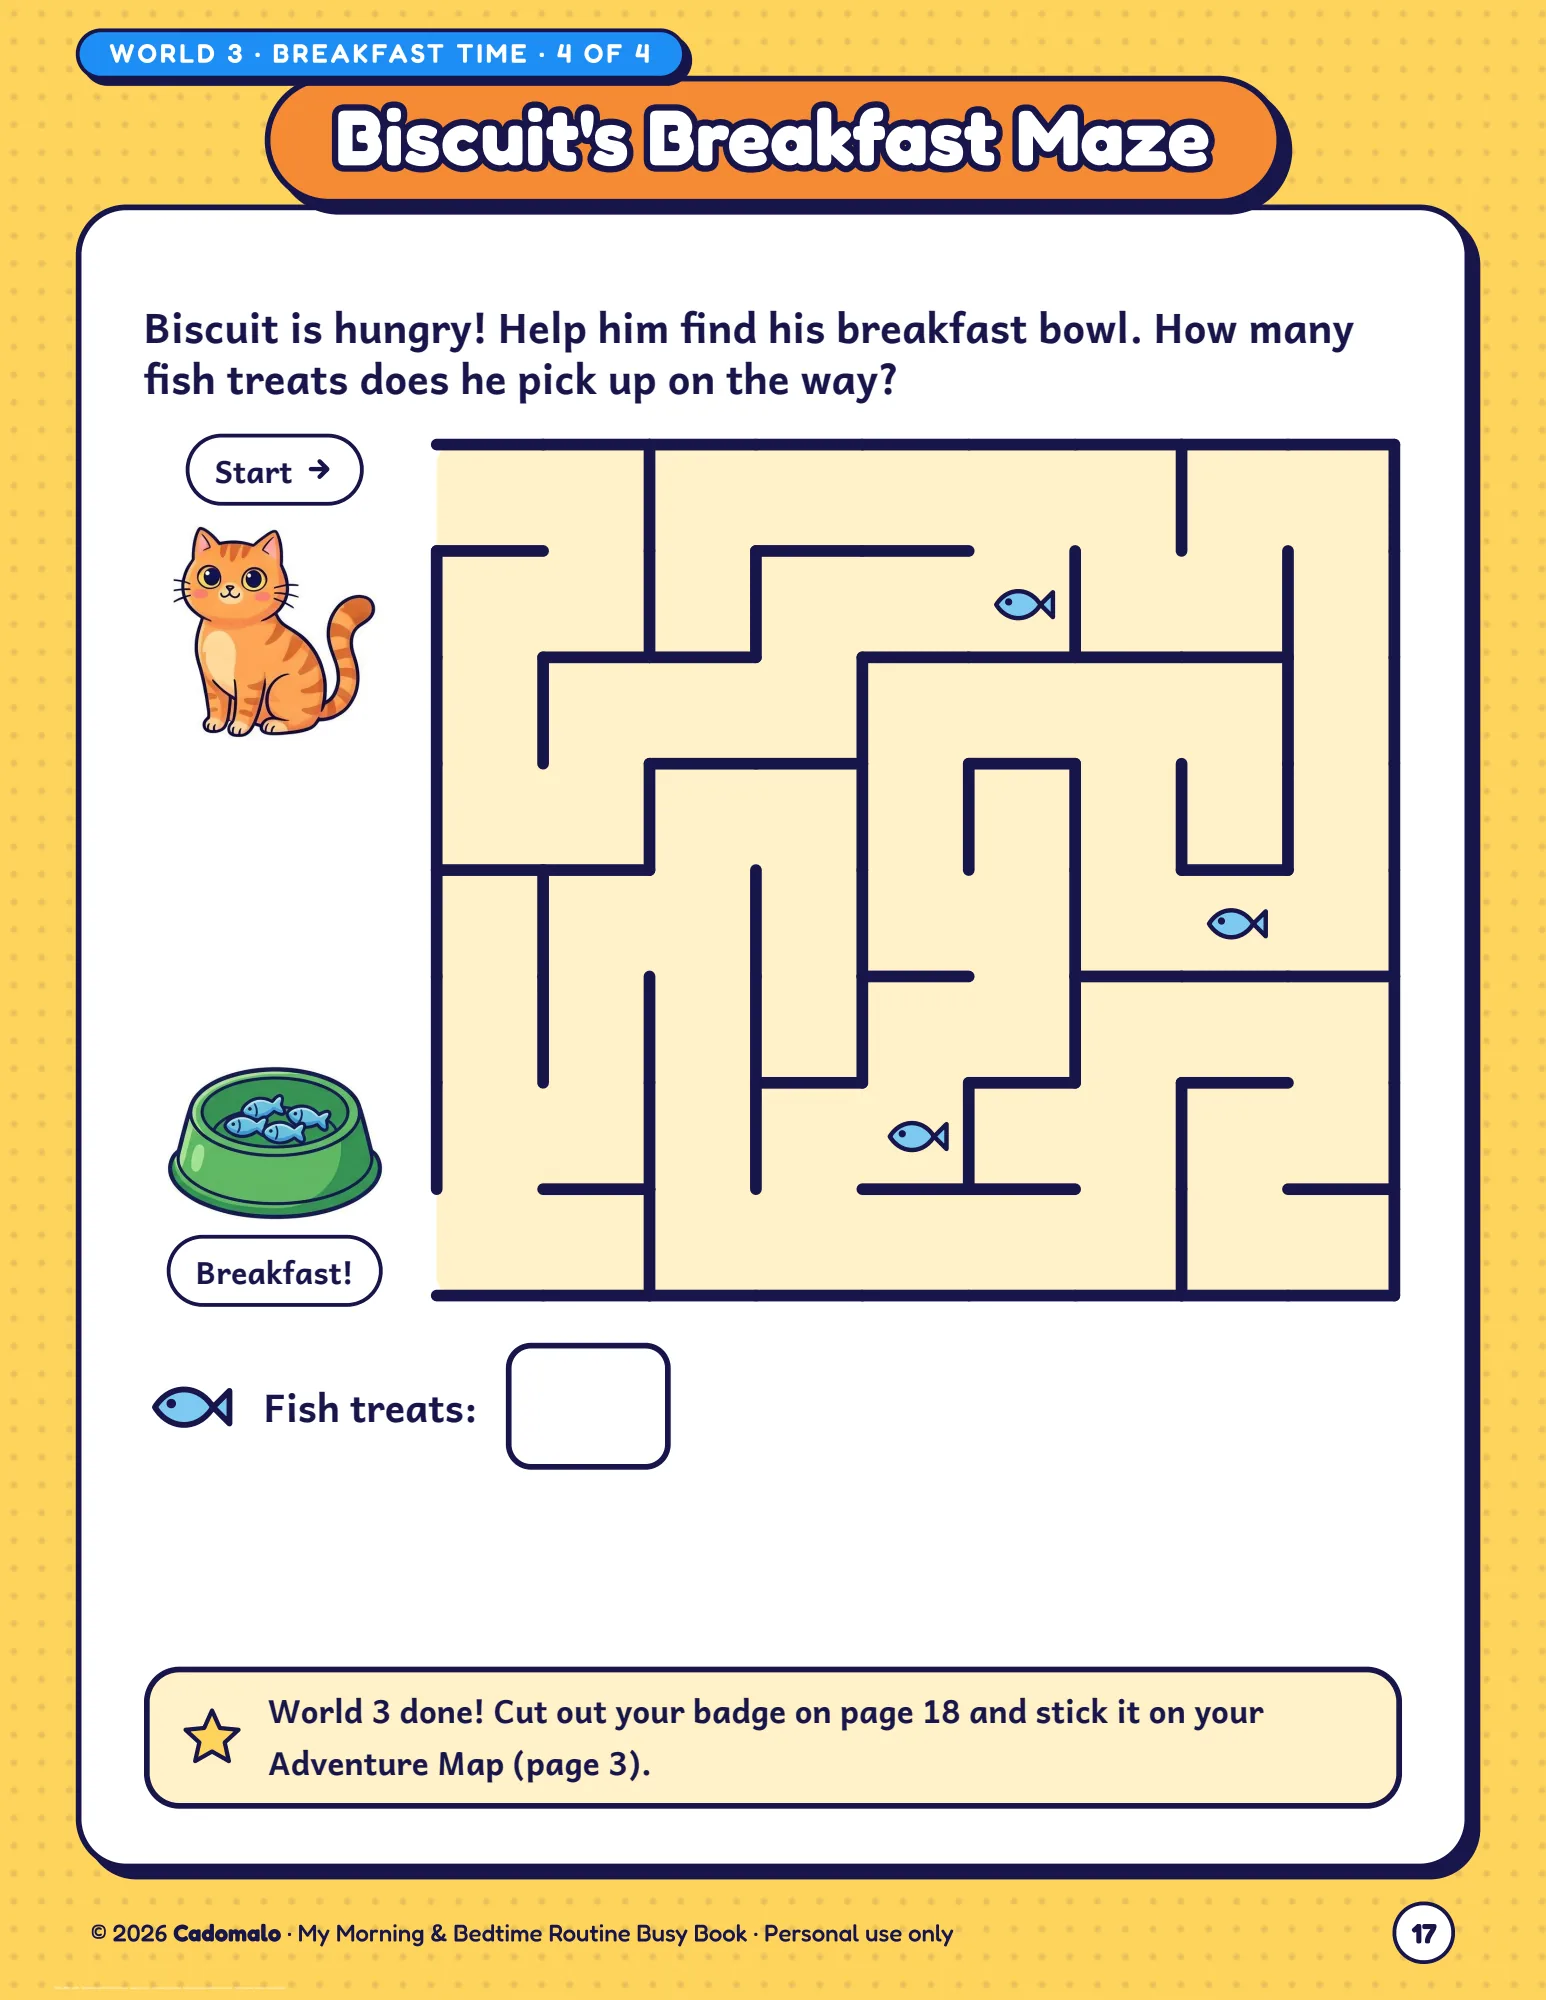 WORLD 3 · BREAKFAST TIME · 4 OF 4
Biscuit's Breakfast Maze
Biscuit is hungry! Help him find his breakfast bowl. How many
fish treats does he pick up on the way?
Start →
Breakfast!
Fish treats:
World 3 done! Cut out your badge on page 18 and stick it on your
Adventure Map (page 3).
© 2026 Cadomalo · My Morning & Bedtime Routine Busy Book · Personal use only
17